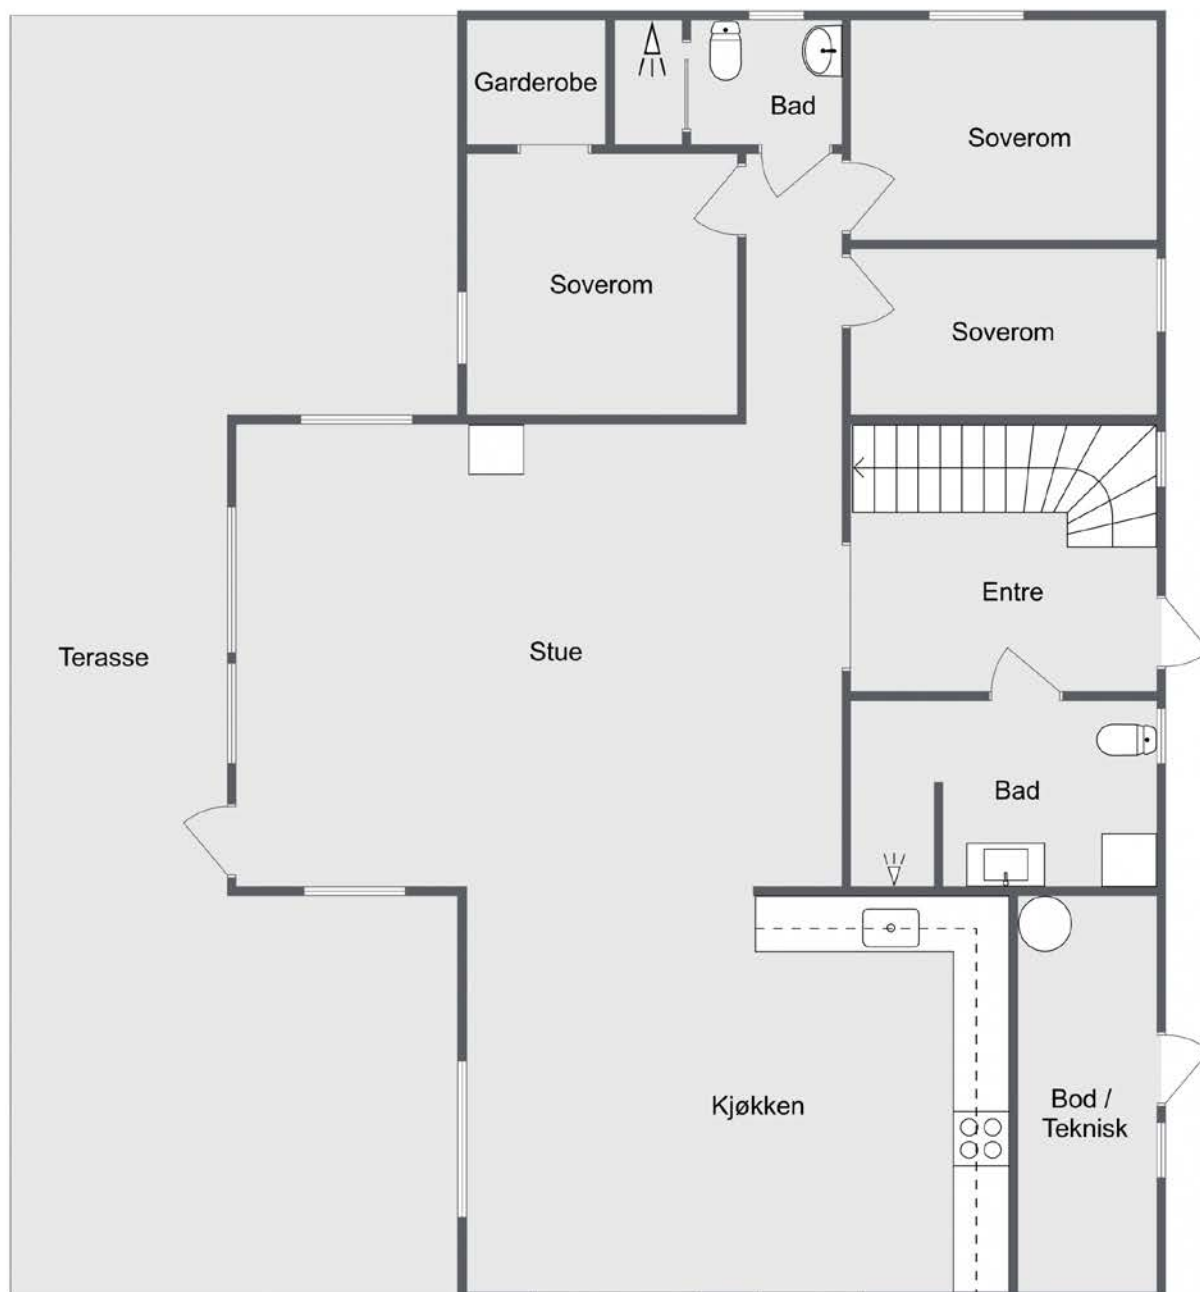 Garderobe
Bad
Soverom
Soverom
Soverom
Entre
Stue
Terasse
Bad
Kjøkken
Bod /
Teknisk